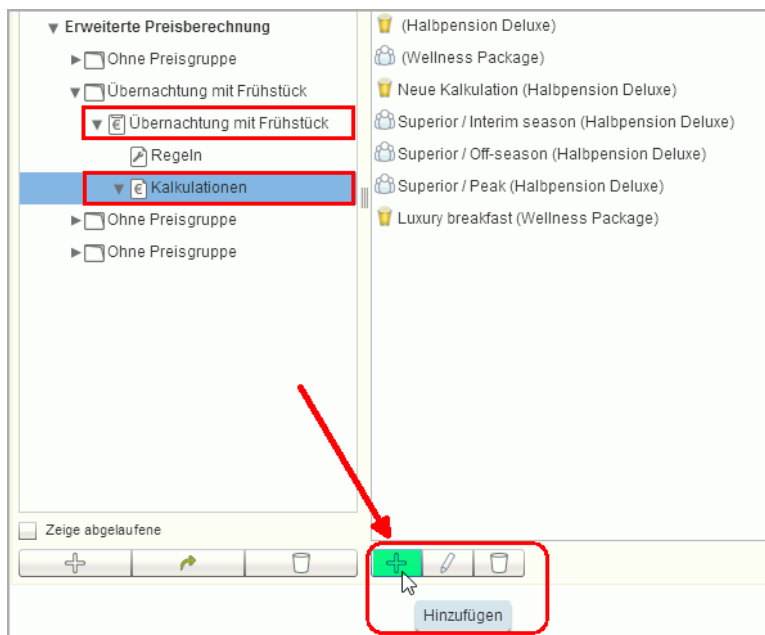 Erweiterte Preisberechnung
Ohne Preisgruppe
Übernachtung mit Frühstück
Übernachtung mit Frühstück
Regeln
Kalkulationen
Ohne Preisgruppe
Ohne Preisgruppe
Zeige abgelaufene
(Halbpension Deluxe)
(Wellness Package)
Neue Kalkulation (Halbpension Deluxe)
Superior / Interim season (Halbpension Deluxe)
Superior / Off-season (Halbpension Deluxe)
Superior / Peak (Halbpension Deluxe)
Luxury breakfast (Wellness Package)
Hinzufügen